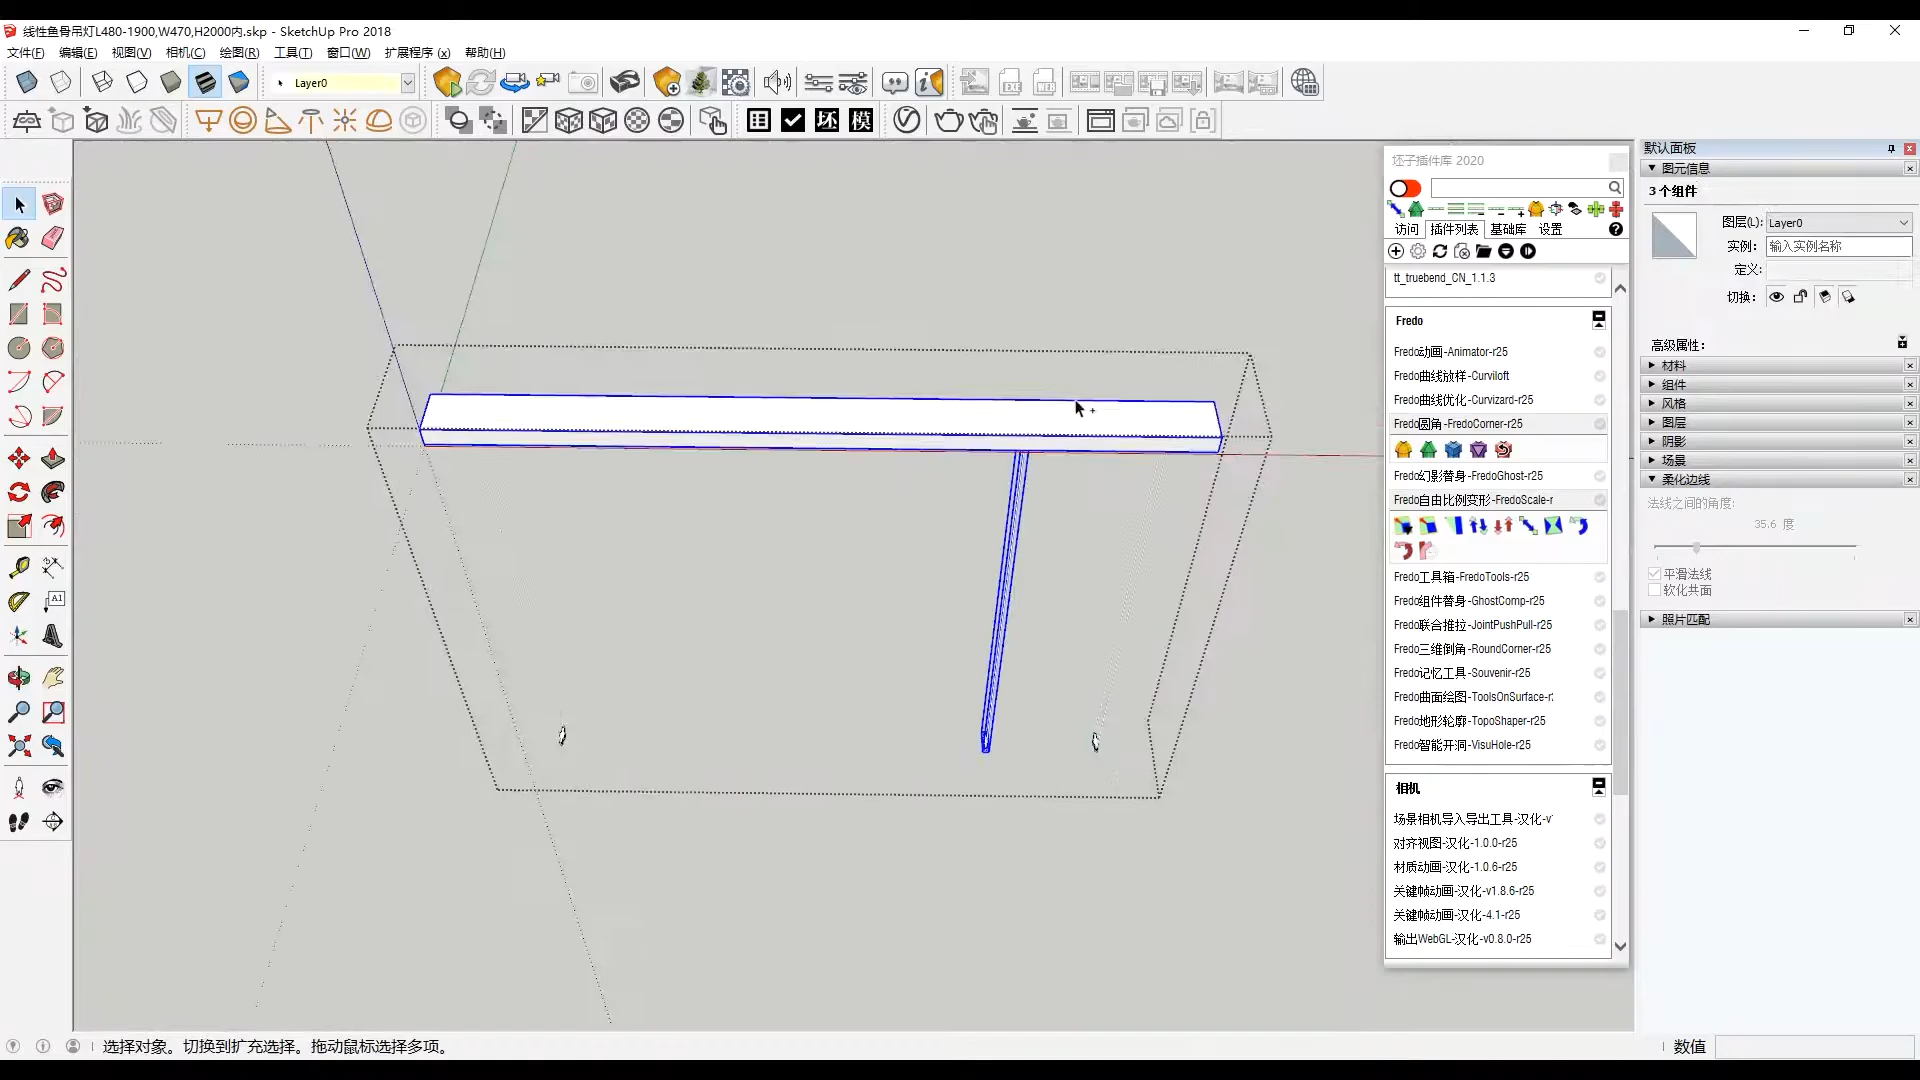 线性鱼骨吊灯L480-1900,W470,H2000内.skp - SketchUp Pro 2018
文件(F) 编辑(E) 视图(V) 相机(C) 绘图(R) 工具(T) 窗口(W) 扩展程序 (x) 帮助(H)
Layer0
坯 模
坯子插件库 2020
访问 插件列表 基础库 设置
tt_truebend_CN_1.1.3
Fredo
Fredo动画-Animator-r25
Fredo曲线放样-Curviloft
Fredo曲线优化-Curvizard-r25
Fredo圆角-FredoCorner-r25
Fredo幻影替身-FredoGhost-r25
Fredo自由比例变形-FredoScale-r
Fredo工具箱-FredoTools-r25
Fredo组件替身-GhostComp-r25
Fredo联合推拉-JointPushPull-r25
Fredo三维倒角-RoundCorner-r25
Fredo记忆工具-Souvenir-r25
Fredo曲面绘图-ToolsOnSurface-r2
Fredo地形轮廓-TopoShaper-r25
Fredo智能开洞-VisuHole-r25
相机
场景相机导入导出工具-汉化-v
对齐视图-汉化-1.0.0-r25
材质动画-汉化-1.0.6-r25
关键帧动画-汉化-v1.8.6-r25
关键帧动画-汉化-4.1-r25
输出WebGL-汉化-v0.8.0-r25
默认面板
图元信息
3 个组件
图层(L): Layer0
实例: 输入实例名称
定义:
切换:
高级属性:
材料
组件
风格
图层
阴影
场景
柔化边线
法线之间的角度:
35.6 度
平滑法线
软化共面
照片匹配
选择对象。切换到扩充选择。拖动鼠标选择多项。
数值